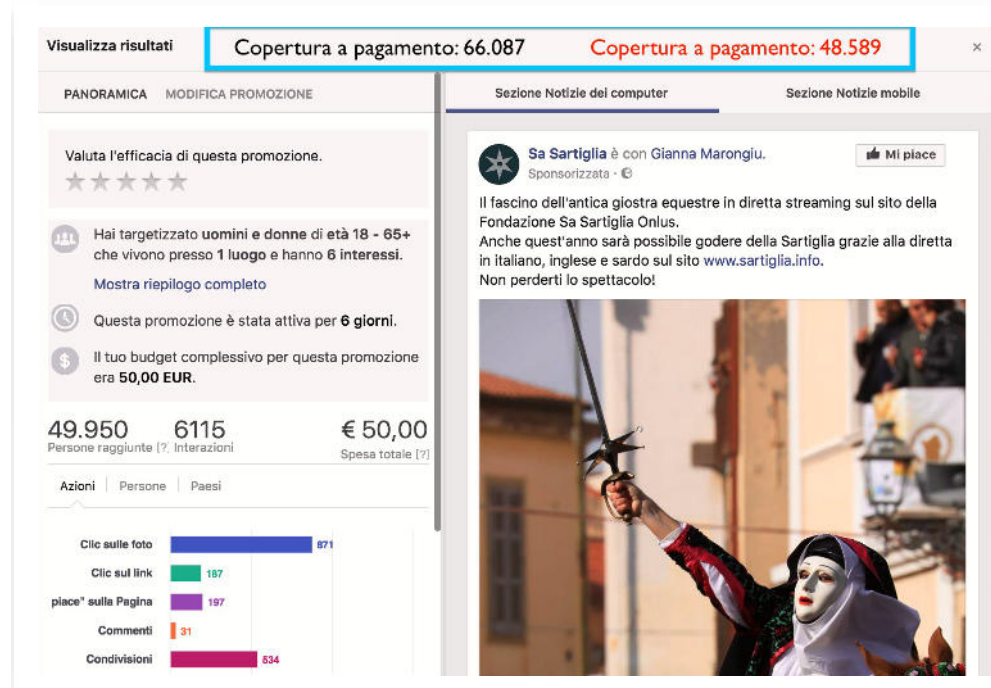 Visualizza risultati
Copertura a pagamento: 66.087
Copertura a pagamento: 48.589
×
PANORAMICA MODIFICA PROMOZIONE
Valuta l'efficacia di questa promozione.
Hai targetizzato uomini e donne di età 18 - 65+
che vivono presso 1 luogo e hanno 6 interessi.
Mostra riepilogo completo
Questa promozione è stata attiva per 6 giorni.
$
Il tuo budget complessivo per questa promozione
era 50,00 EUR.
49.950 6115 € 50,00
Persone raggiunte [?] Interazioni Spesa totale [?]
Azioni | Persone | Paesi
Clic sulle foto 871
Clic sul link 187
piace" sulla Pagina 197
Commenti 31
Condivisioni 534
Sezione Notizie dei computer Sezione Notizie mobile
Sa Sartiglia è con Gianna Marongiu.
Sponsorizzata ·
Mi piace
Il fascino dell'antica giostra equestre in diretta streaming sul sito della
Fondazione Sa Sartiglia Onlus.
Anche quest'anno sarà possibile godere della Sartiglia grazie alla diretta
in italiano, inglese e sardo sul sito www.sartiglia.info.
Non perderti lo spettacolo!